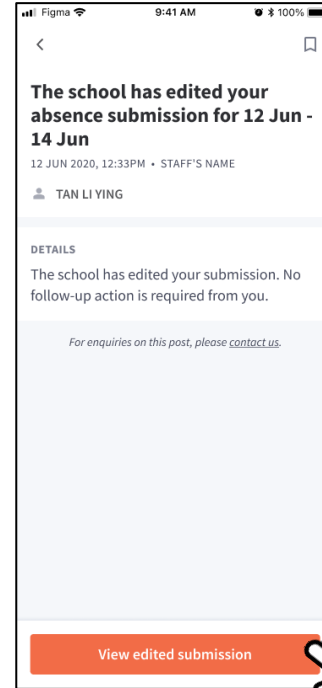 Figma 9:41 AM 100%
The school has edited your
absence submission for 12 Jun -
14 Jun
12 JUN 2020, 12:33PM • STAFF'S NAME
TAN LI YING
DETAILS
The school has edited your submission. No
follow-up action is required from you.
For enquiries on this post, please contact us.
View edited submission